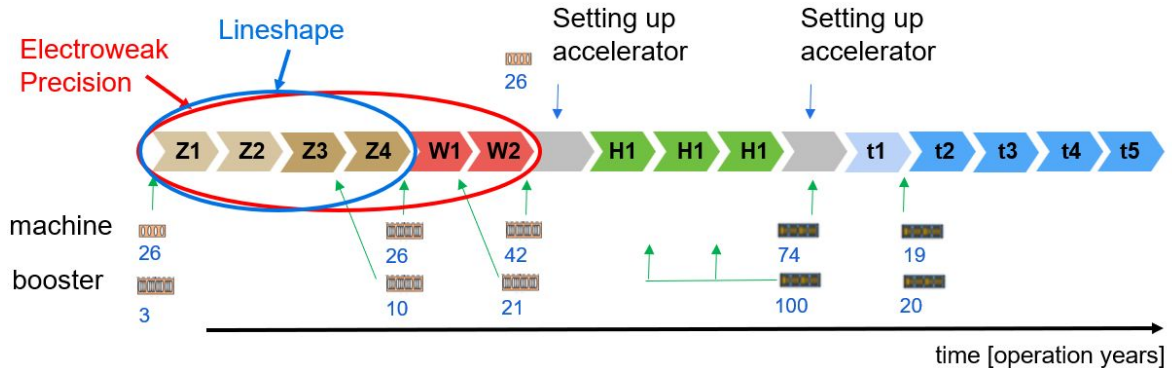 Setting up
accelerator
Setting up
accelerator
Lineshape
Electroweak
Precision
26
Z1 Z2 Z3 Z4 W1 W2 H1 H1 H1 t1 t2 t3 t4 t5
machine
26 26 42 74 19
booster
3 10 21 100 20
time [operation years]